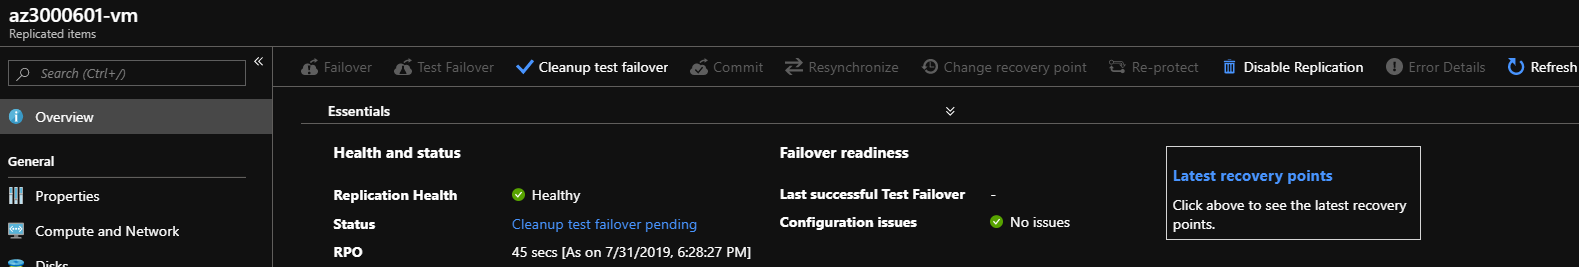 az3000601-vm
Replicated items
Search (Ctrl+/)
«
Failover
Test Failover
Cleanup test failover
Commit
Resynchronize
Change recovery point
Re-protect
Disable Replication
Error Details
Refresh
Overview
Essentials
General
Health and status
Failover readiness
Latest recovery points
Click above to see the latest recovery
points.
Properties
Replication Health Healthy
Last successful Test Failover -
Compute and Network
Status Cleanup test failover pending
Configuration issues No issues
Disks
RPO 45 secs [As on 7/31/2019, 6:28:27 PM]